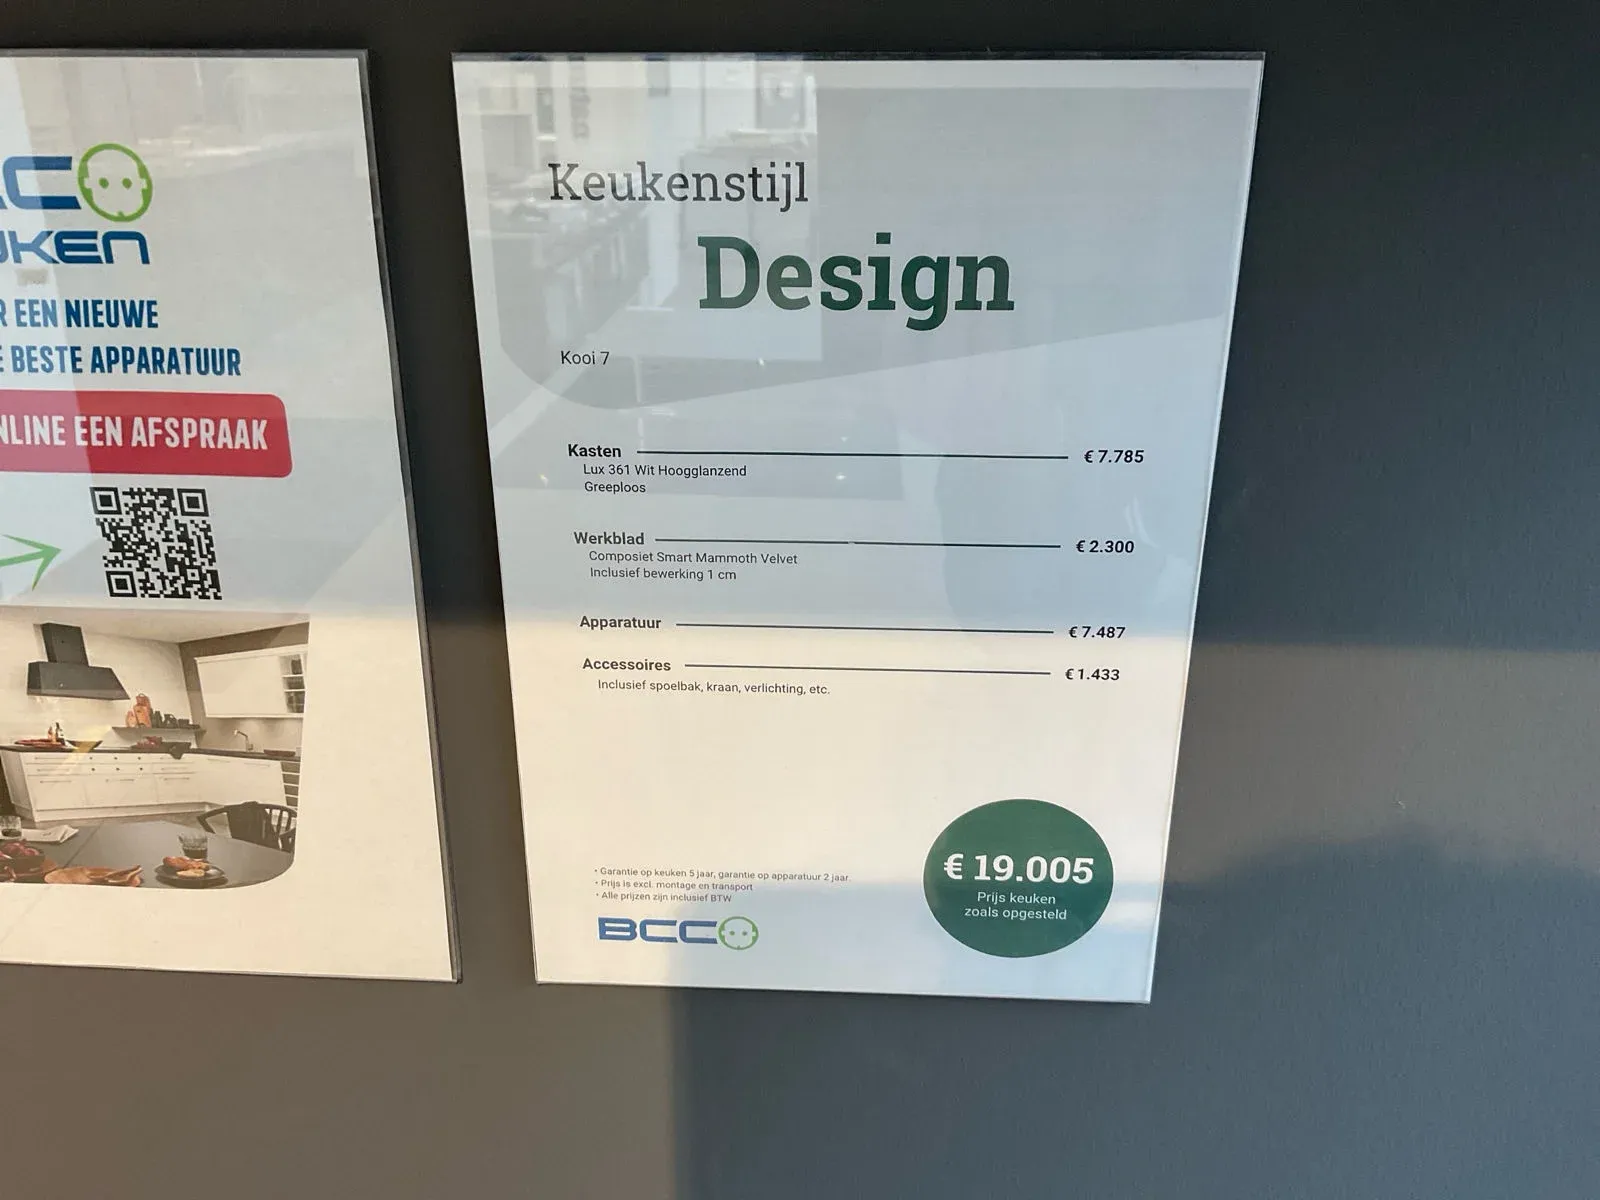 CO
KEN
EEN NIEUWE
BESTE APPARATUUR
NLINE EEN AFSPRAAK
Keukenstijl
Design
Kooi 7
Kasten € 7.785
Lux 361 Wit Hoogglanzend
Greeploos
Werkblad € 2.300
Composiet Smart Mammoth Velvet
Inclusief bewerking 1 cm
Apparatuur € 7.487
Accessoires € 1.433
Inclusief spoelbak, kraan, verlichting, etc.
• Garantie op keuken 5 jaar, garantie op apparatuur 2 jaar.
• Prijs is excl. montage en transport
• Alle prijzen zijn inclusief BTW
BCC
€ 19.005
Prijs keuken
zoals opgesteld